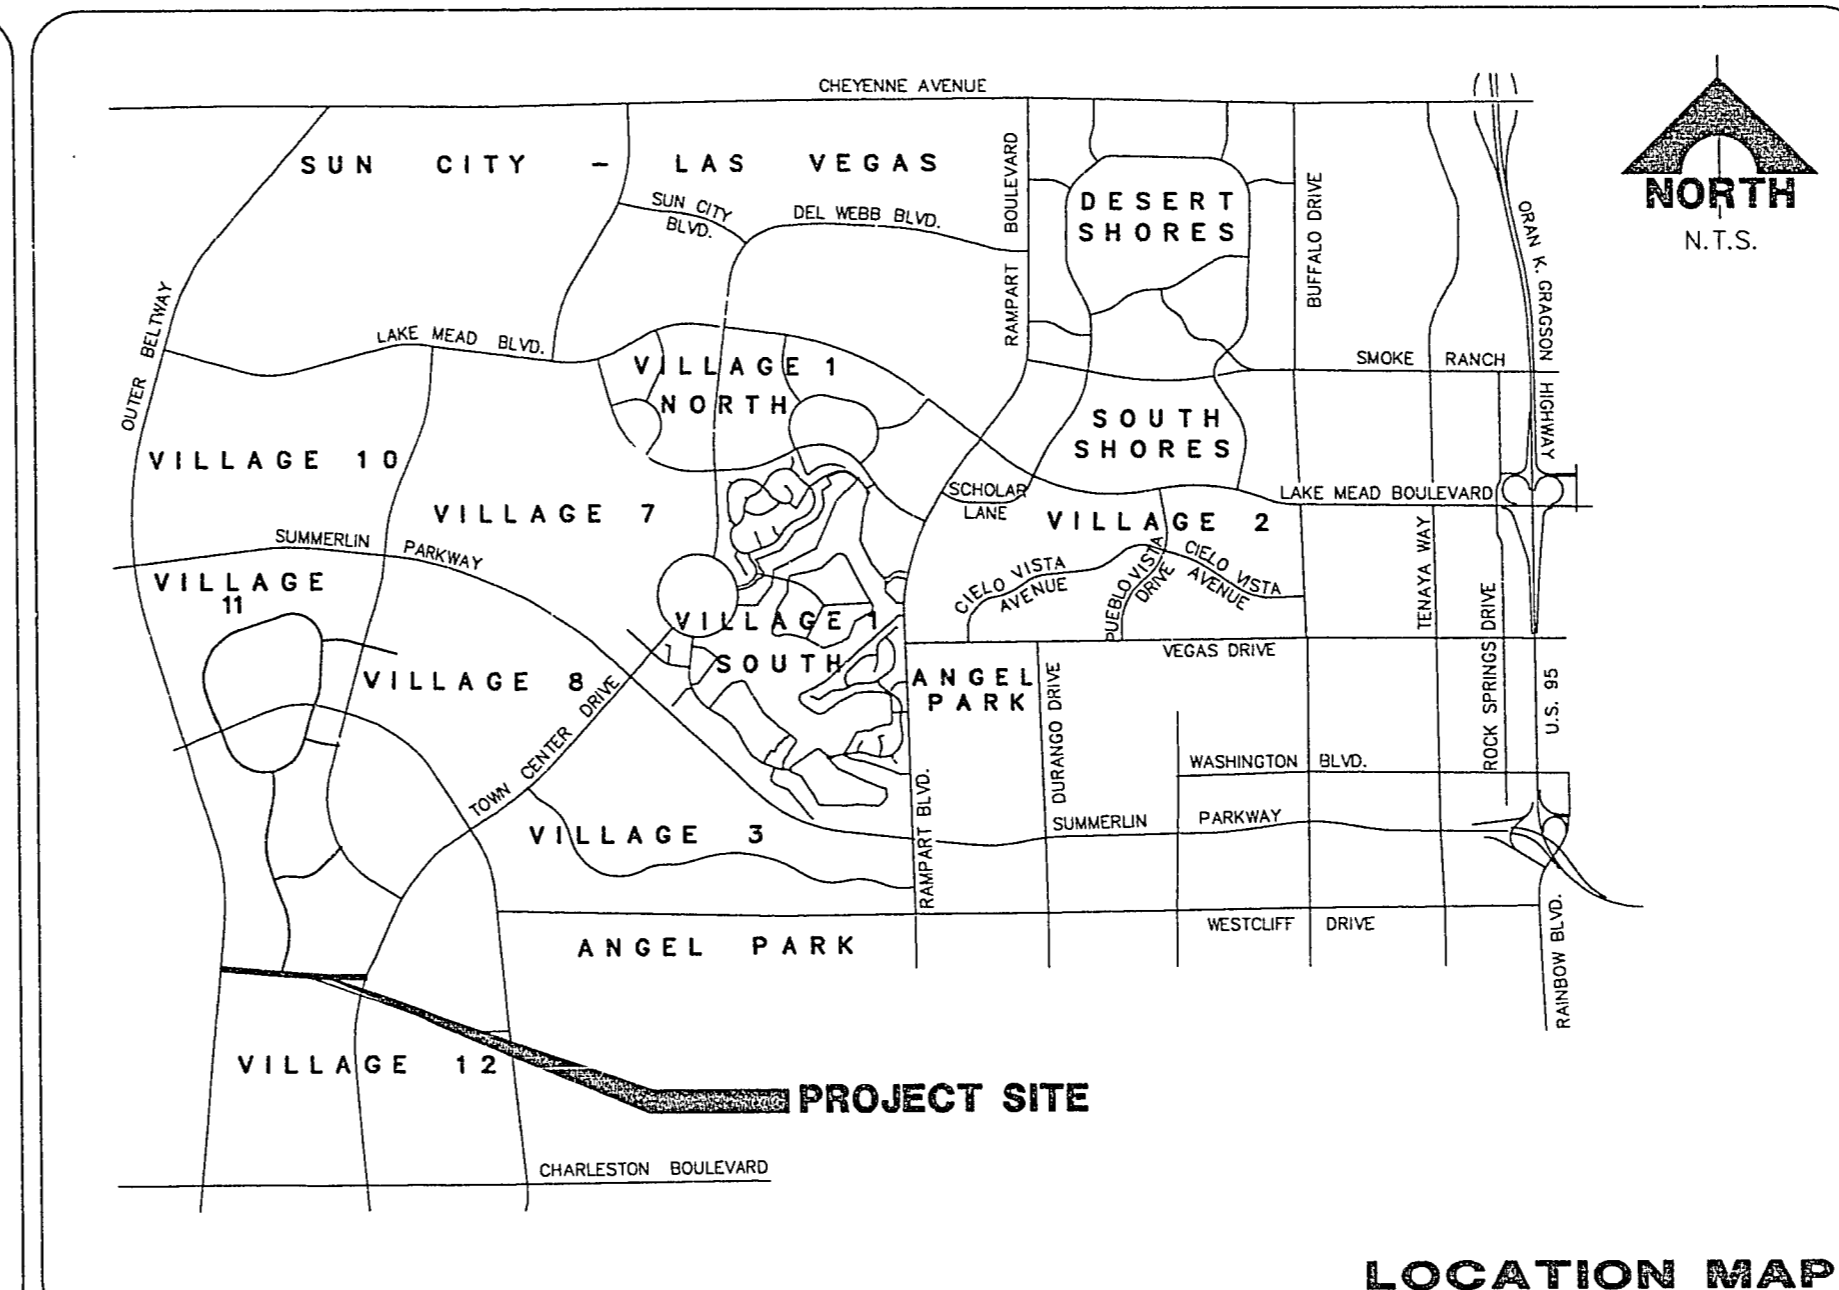 CHEYENNE AVENUE
SUN CITY - LAS VEGAS
SUN CITY
BLVD.
DEL WEBB BLVD.
RAMPART BOULEVARD
DESERT
SHORES
BUFFALO DRIVE
ORAN K. GRAGSON HIGHWAY
NORTH
N.T.S.
OUTER BELTWAY
LAKE MEAD BLVD.
VILLAGE 1
NORTH
SMOKE RANCH
SOUTH
SHORES
VILLAGE 10
VILLAGE 7
SCHOLAR
LANE
LAKE MEAD BOULEVARD
VILLAGE 2
SUMMERLIN PARKWAY
CIELO VISTA
AVENUE
PUEBLO VISTA
DRIVE
CIELO VISTA
AVENUE
TENAYA WAY
ROCK SPRINGS DRIVE
VILLAGE
11
VILLAGE 1
SOUTH
VEGAS DRIVE
VILLAGE 8
ANGEL
PARK
DURANGO DRIVE
U.S. 95
TOWN CENTER DRIVE
WASHINGTON BLVD.
RAMPART BLVD.
SUMMERLIN PARKWAY
VILLAGE 3
WESTCLIFF DRIVE
RAINBOW BLVD.
ANGEL PARK
VILLAGE 12
PROJECT SITE
CHARLESTON BOULEVARD
LOCATION MAP